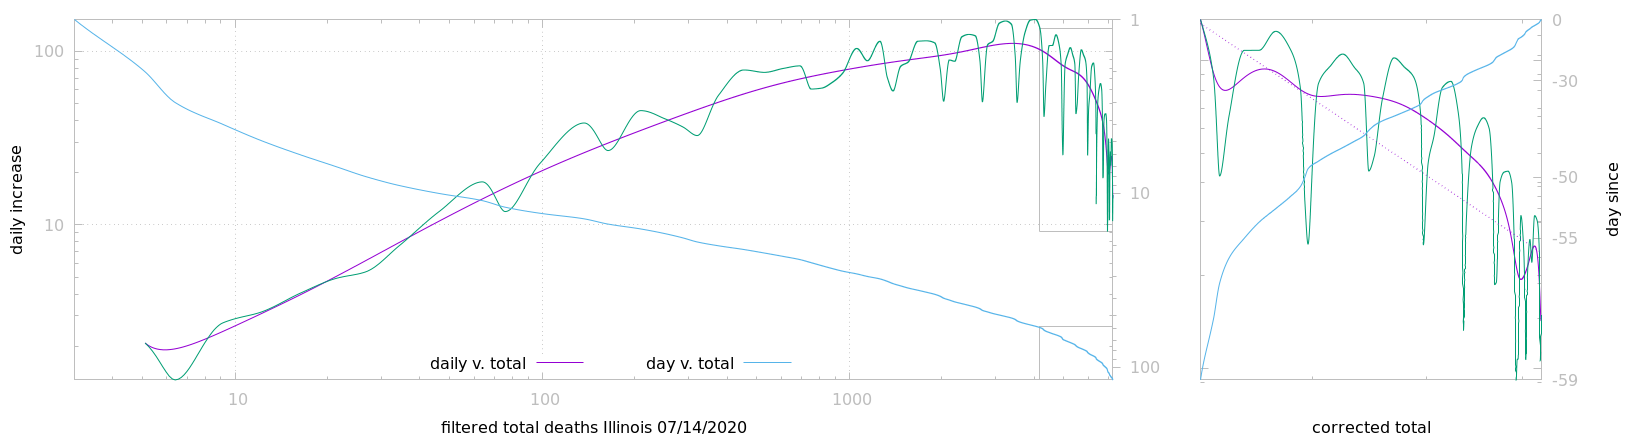 100
10
daily increase
daily v. total
day v. total
10
100
1000
filtered total deaths Illinois 07/14/2020
1
10
100
0
-30
-50
-55
-59
day since
corrected total